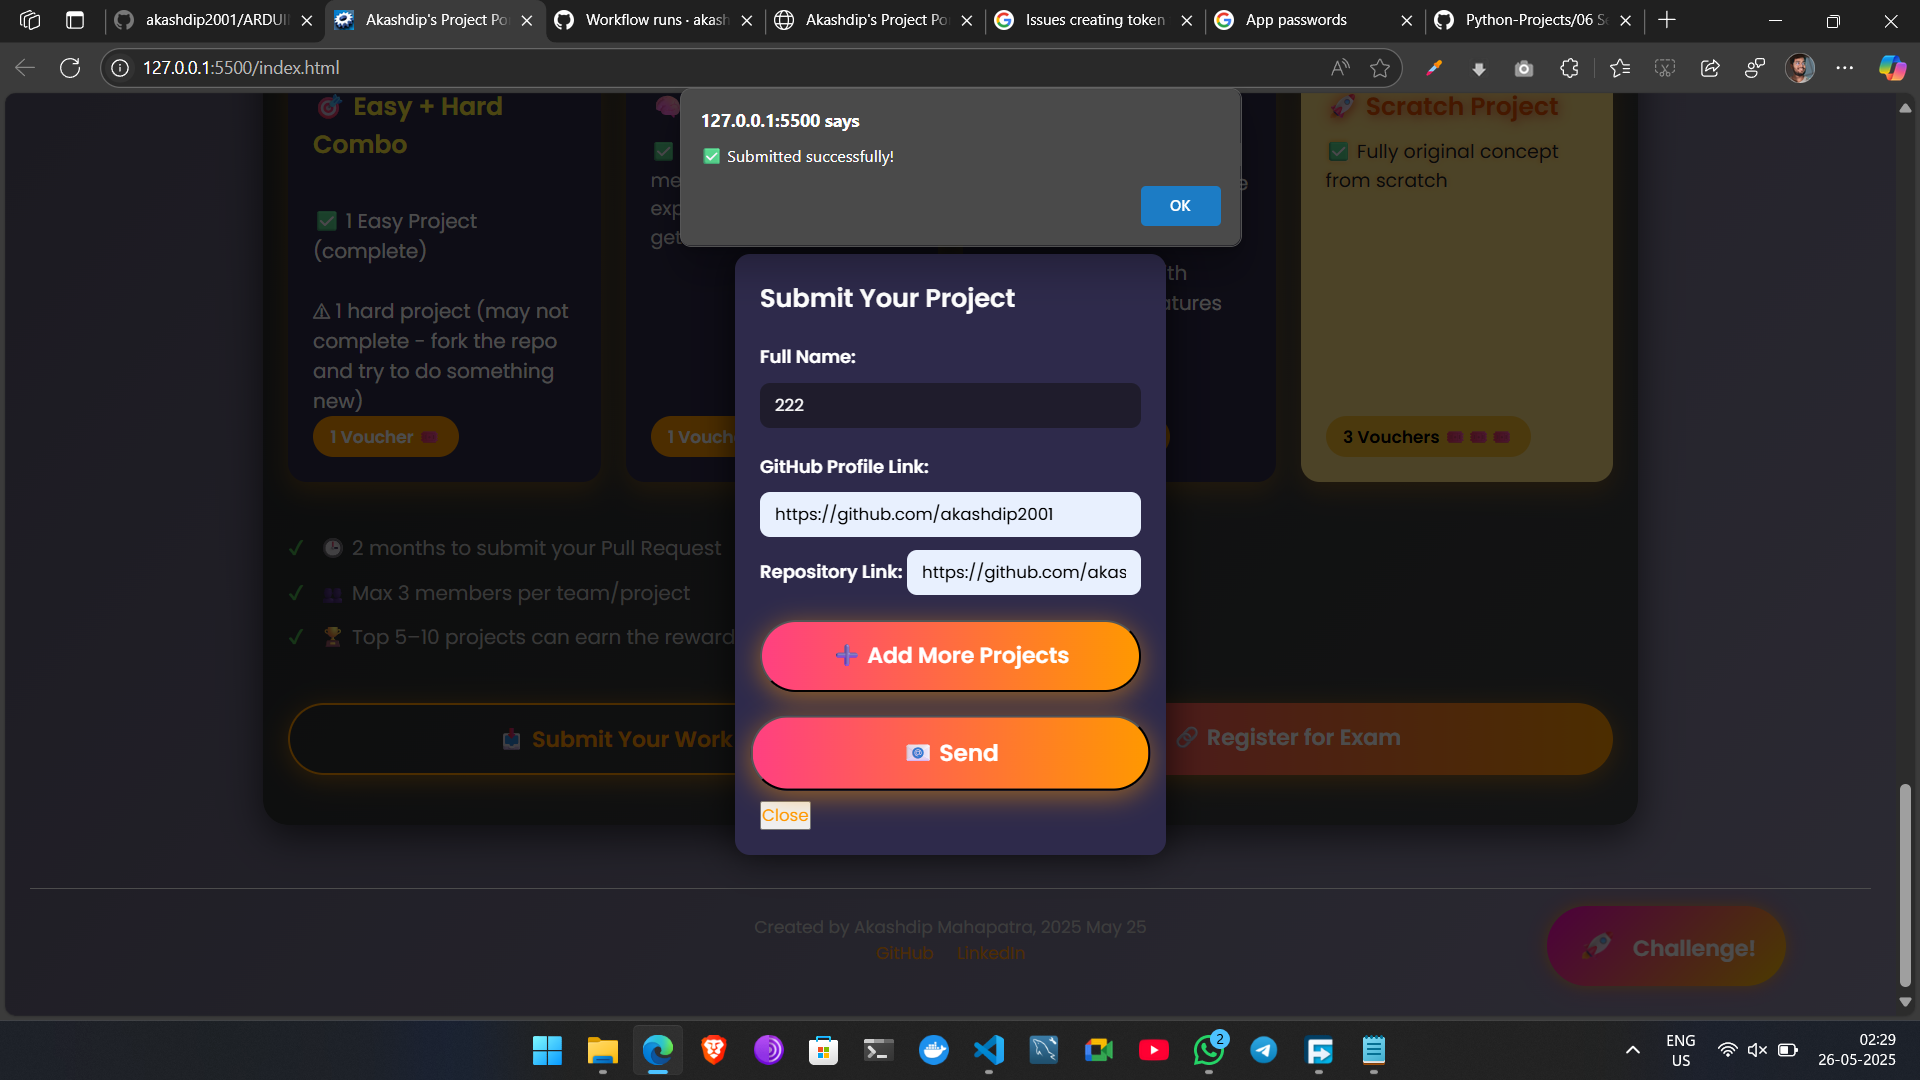 akashdip2001/ARDUI
Akashdip's Project Po
Workflow runs · akash
Akashdip's Project Po
Issues creating token
App passwords
Python-Projects/06 Se
127.0.0.1:5500/index.html
127.0.0.1:5500 says
✅ Submitted successfully!
OK
🎯 Easy + Hard
Combo
✅ 1 Easy Project
(complete)
⚠ 1 hard project (may not
complete - fork the repo
and try to do something
new)
1 Voucher 🎟
me
exp
get
1 Vouch
e
th
atures
🚀 Scratch Project
✅ Fully original concept
from scratch
3 Vouchers 🎟 🎟 🎟
Submit Your Project
Full Name:
222
GitHub Profile Link:
https://github.com/akashdip2001
Repository Link:
https://github.com/akas
➕ Add More Projects
📧 Send
Close
✓ 🕒 2 months to submit your Pull Request
✓ 👥 Max 3 members per team/project
✓ 🏆 Top 5–10 projects can earn the reward
📤 Submit Your Work
🔗 Register for Exam
Created by Akashdip Mahapatra, 2025 May 25
GitHub LinkedIn
🚀 Challenge!
2
ENG
US
02:29
26-05-2025